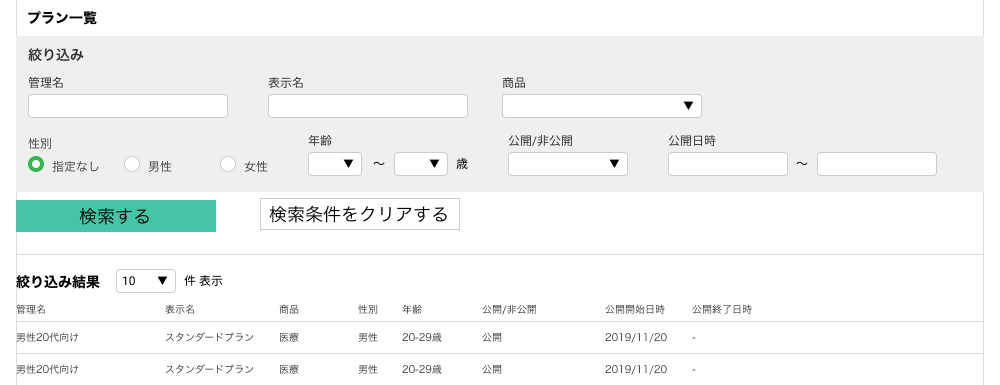 プラン一覧
絞り込み
管理名 表示名 商品
▼
性別 年齢 公開/非公開 公開日時
指定なし 男性 女性 ▼ ～ ▼ 歳 ▼ ～
検索する 検索条件をクリアする
絞り込み結果 10 ▼ 件 表示
管理名 表示名 商品 性別 年齢 公開/非公開 公開開始日時 公開終了日時
男性20代向け スタンダードプラン 医療 男性 20-29歳 公開 2019/11/20 -
男性20代向け スタンダードプラン 医療 男性 20-29歳 公開 2019/11/20 -